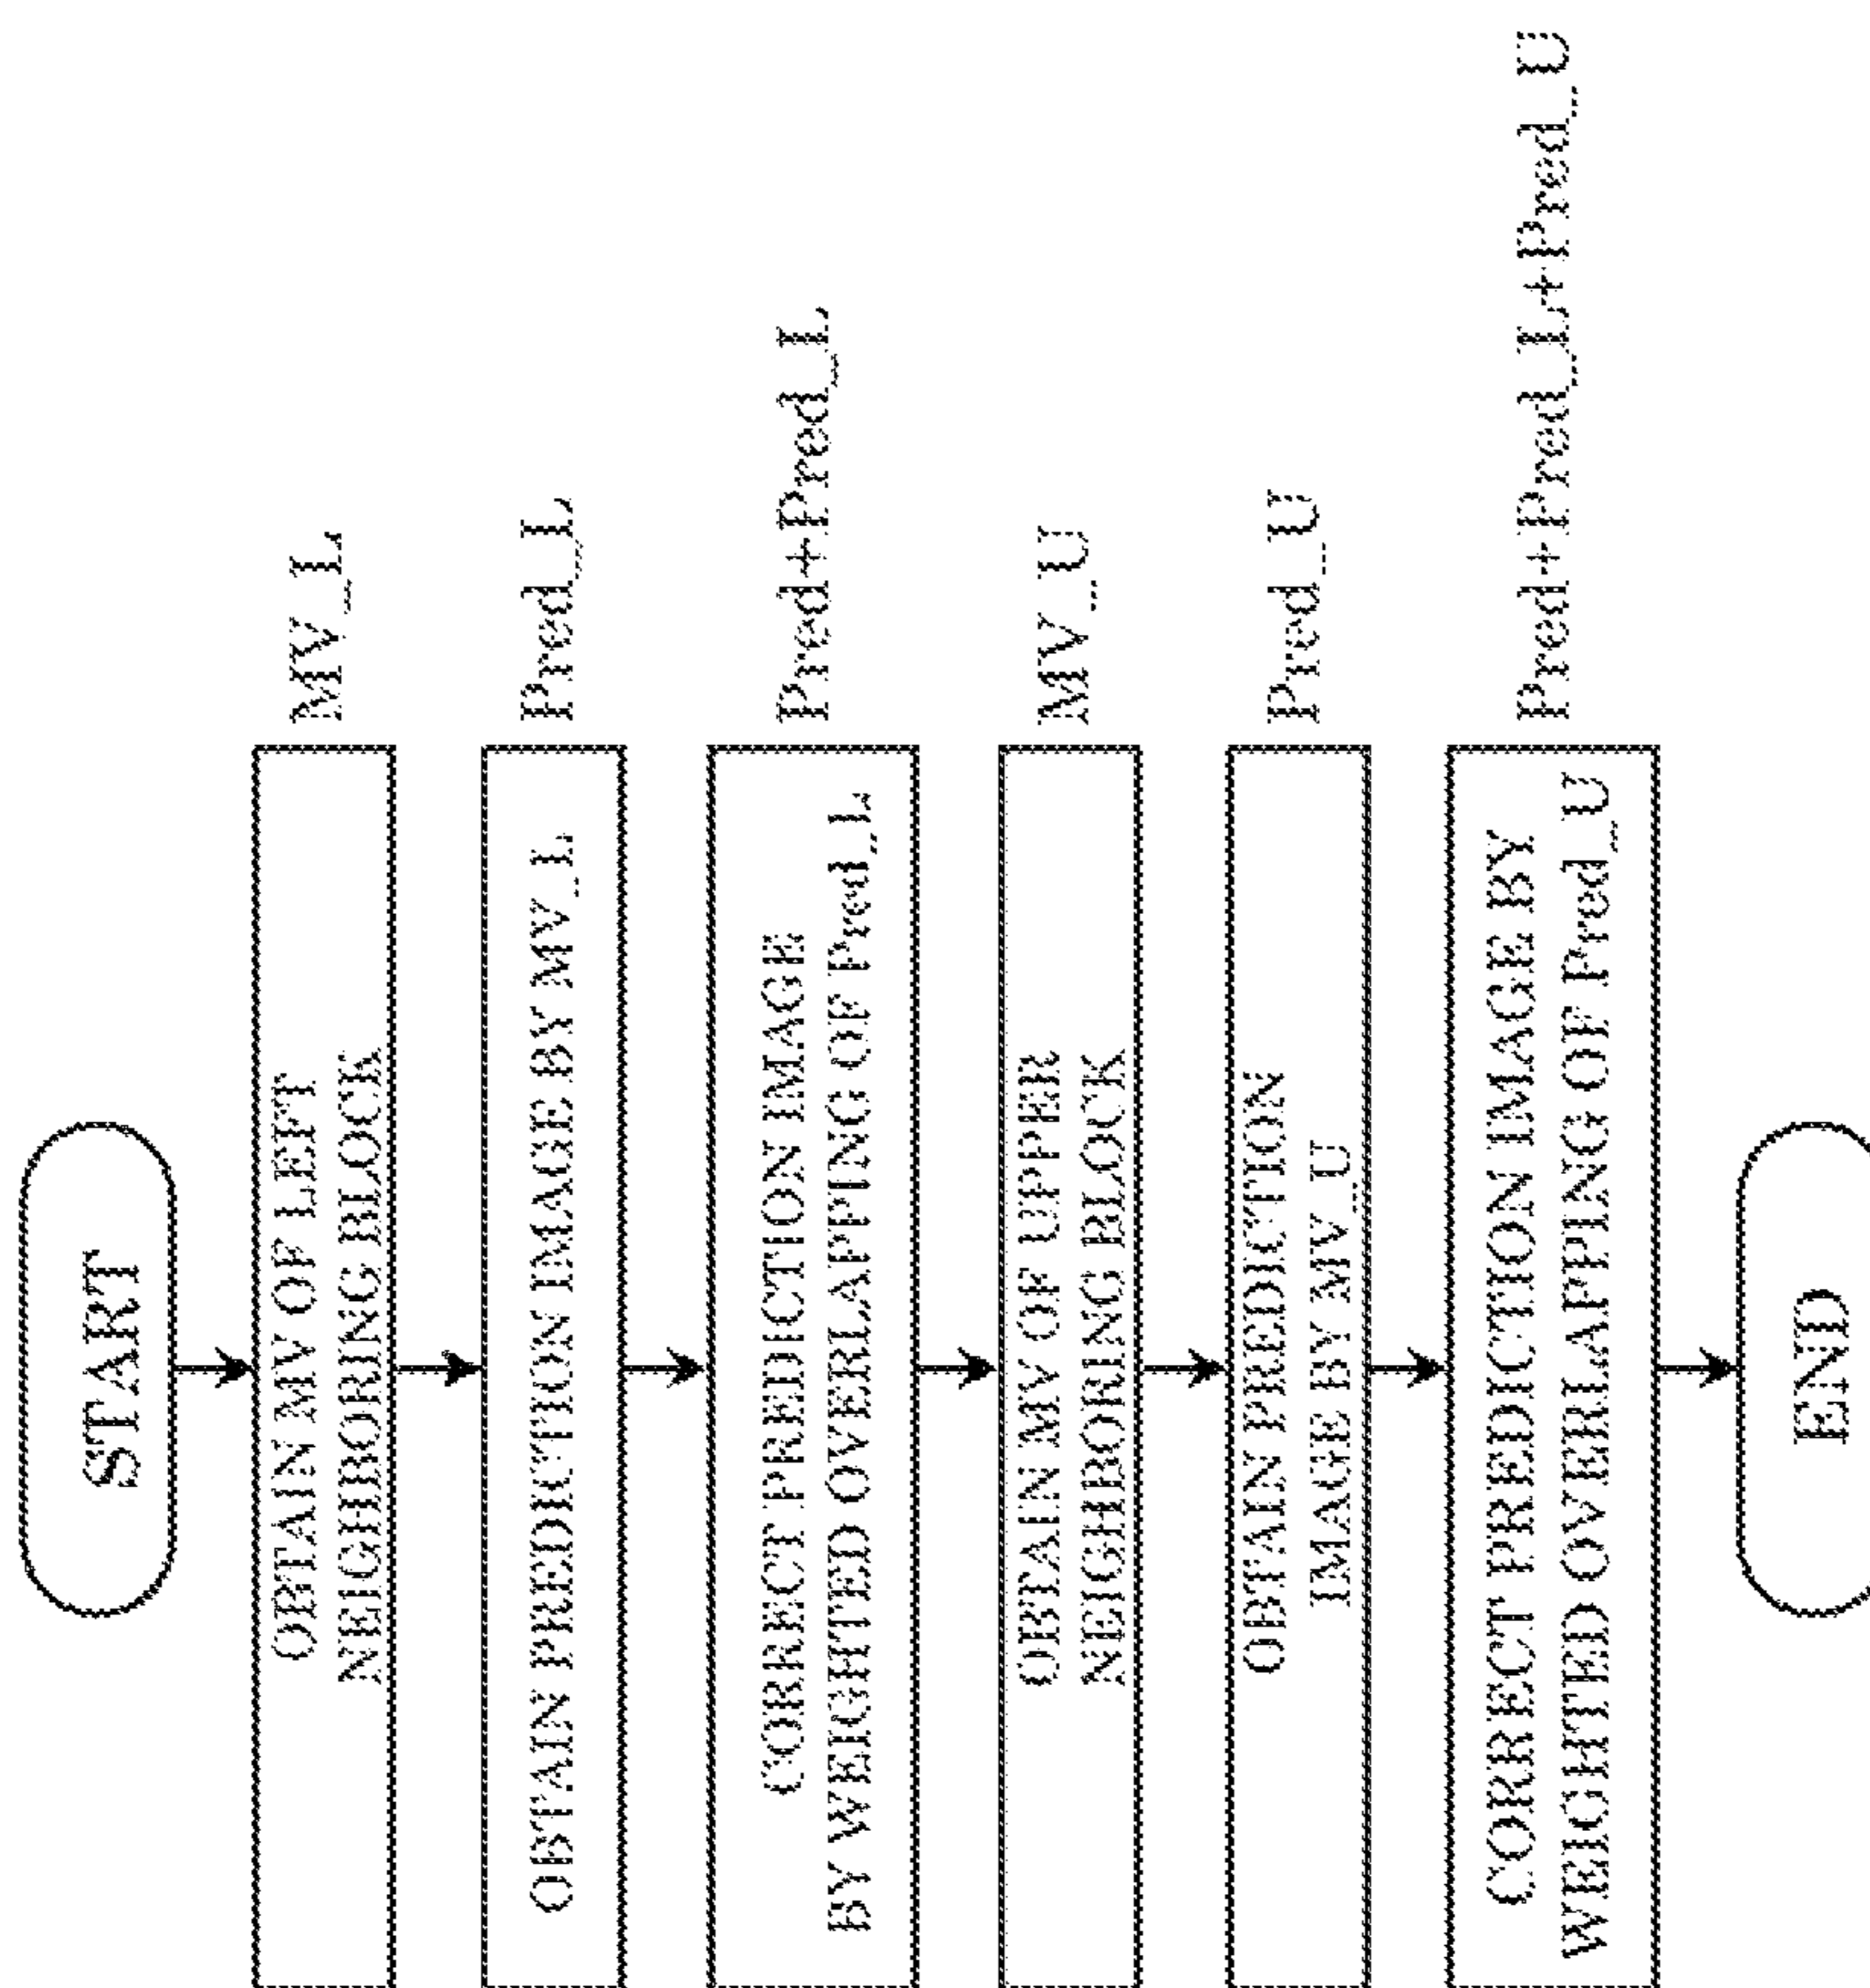 START
OBTAIN MV OF LEFT
NEIGHBORING BLOCK
MV_L
OBTAIN PREDICTION IMAGE BY MV_L
Pred_L
CORRECT PREDICTION IMAGE
BY WEIGHTED OVERLAPPING OF Pred_L
Pred+Pred_L
OBTAIN MV OF UPPER
NEIGHBORING BLOCK
MV_U
OBTAIN PREDICTION
IMAGE BY MV_U
Pred_U
CORRECT PREDICTION IMAGE BY
WEIGHTED OVERLAPPING OF Pred_U
Pred+Pred_L+Pred_U
END